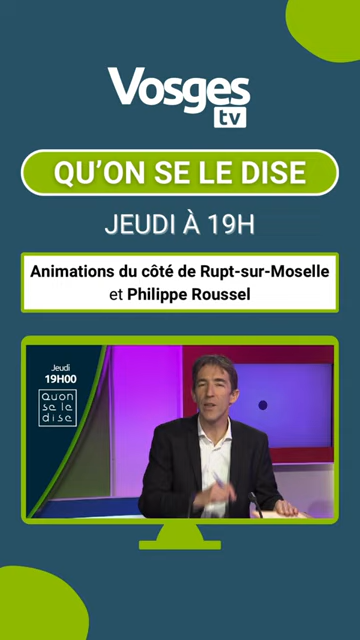 Vosges
tv
QU'ON SE LE DISE
JEUDI À 19H
Animations du côté de Rupt-sur-Moselle
et Philippe Roussel
Jeudi
19H00
Quon
se le
dise